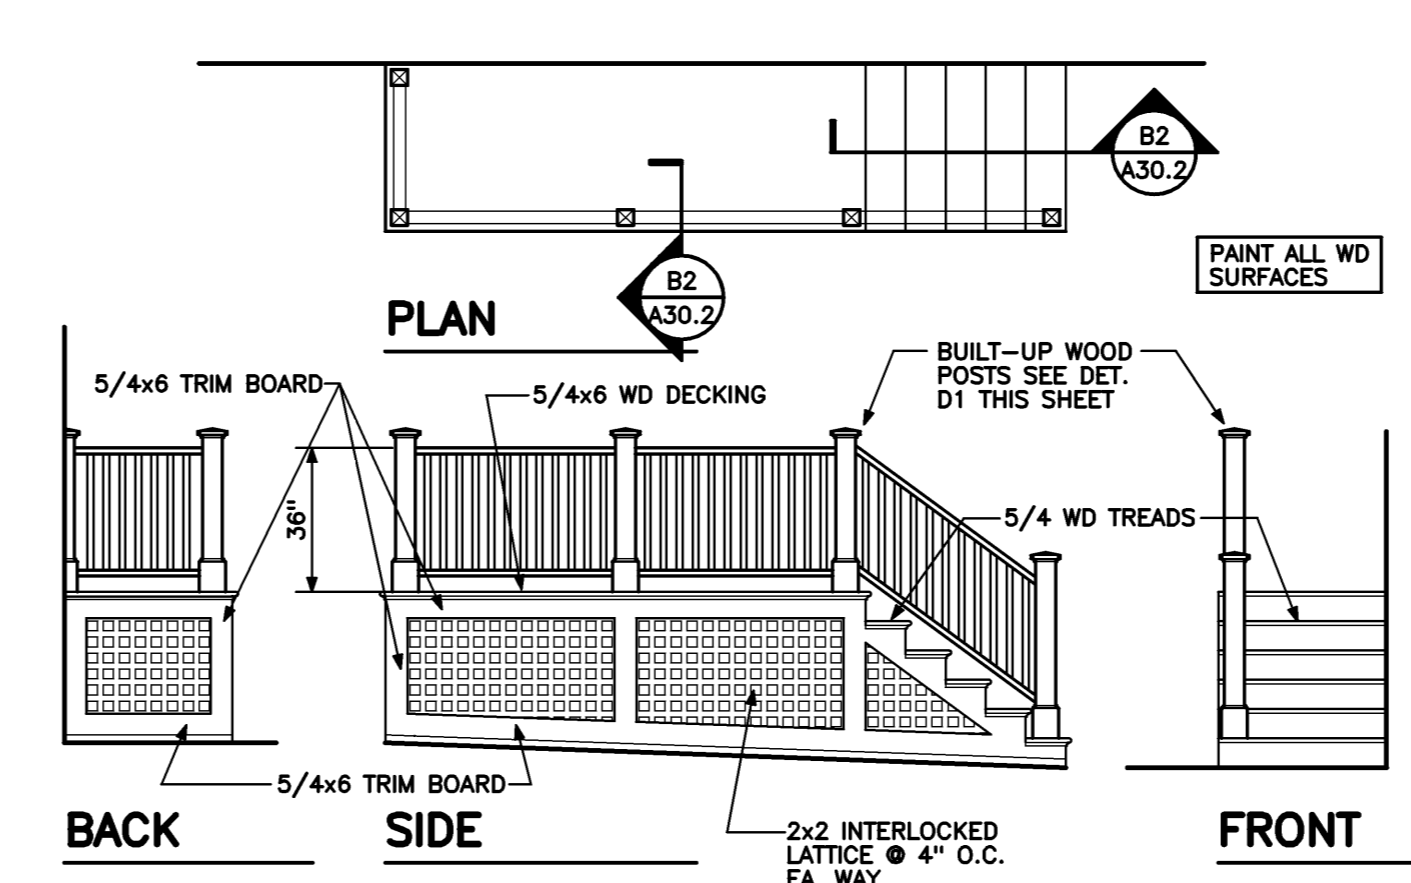 B2
A30.2
PAINT ALL WD
SURFACES
B2
A30.2
PLAN
BUILT-UP WOOD
POSTS SEE DET.
D1 THIS SHEET
5/4x6 TRIM BOARD
5/4x6 WD DECKING
36"
5/4 WD TREADS
5/4x6 TRIM BOARD
BACK
SIDE
2x2 INTERLOCKED
LATTICE @ 4" O.C.
EA. WAY
FRONT